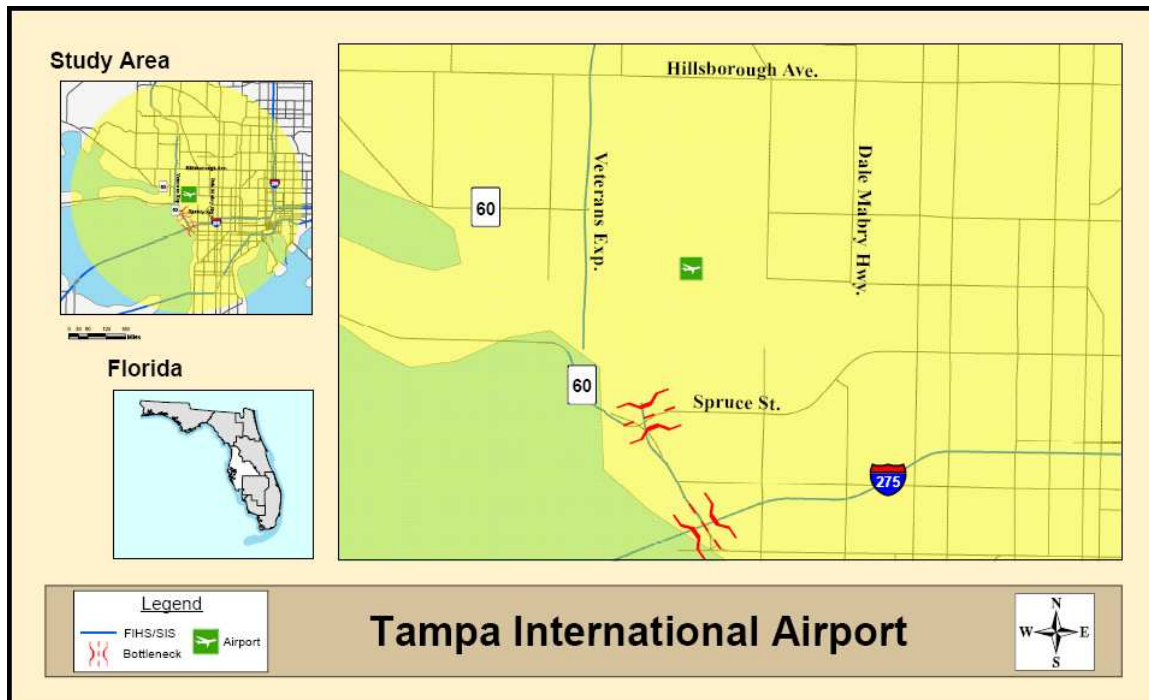 Study Area
Hillsborough Ave.
Veterans Exp.
Dale Mabry Hwy.
60
60
Spruce St.
275
Florida
Legend
FIHS/SIS
Bottleneck
Airport
Tampa International Airport
N
W
E
S